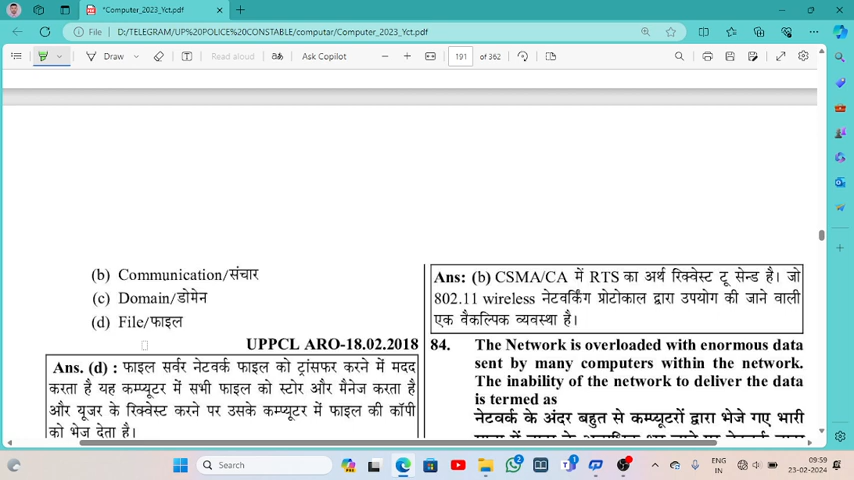 *Computer_2023_Yct.pdf
File
D:/TELEGRAM/UP%20POLICE%20CONSTABLE/computar/Computer_2023_Yct.pdf
Draw
Read aloud
Ask Copilot
191 of 362
(b) Communication/संचार
(c) Domain/डोमेन
(d) File/फाइल
UPPCL ARO-18.02.2018
Ans. (d) : फाइल सर्वर नेटवर्क फाइल को ट्रांसफर करने में मदद
करता है यह कम्प्यूटर में सभी फाइल को स्टोर और मैनेज करता है
और यूजर के रिक्वेस्ट करने पर उसके कम्प्यूटर में फाइल की कॉपी
को भेज देता है।
Ans: (b) CSMA/CA में RTS का अर्थ रिक्वेस्ट टू सेन्ड है। जो
802.11 wireless नेटवर्किंग प्रोटोकाल द्वारा उपयोग की जाने वाली
एक वैकल्पिक व्यवस्था है।
84. The Network is overloaded with enormous data
sent by many computers within the network.
The inability of the network to deliver the data
is termed as
नेटवर्क के अंदर बहुत से कम्प्यूटरों द्वारा भेजे गए भारी
Search
2
1
ENG
IN
09:59
23-02-2024